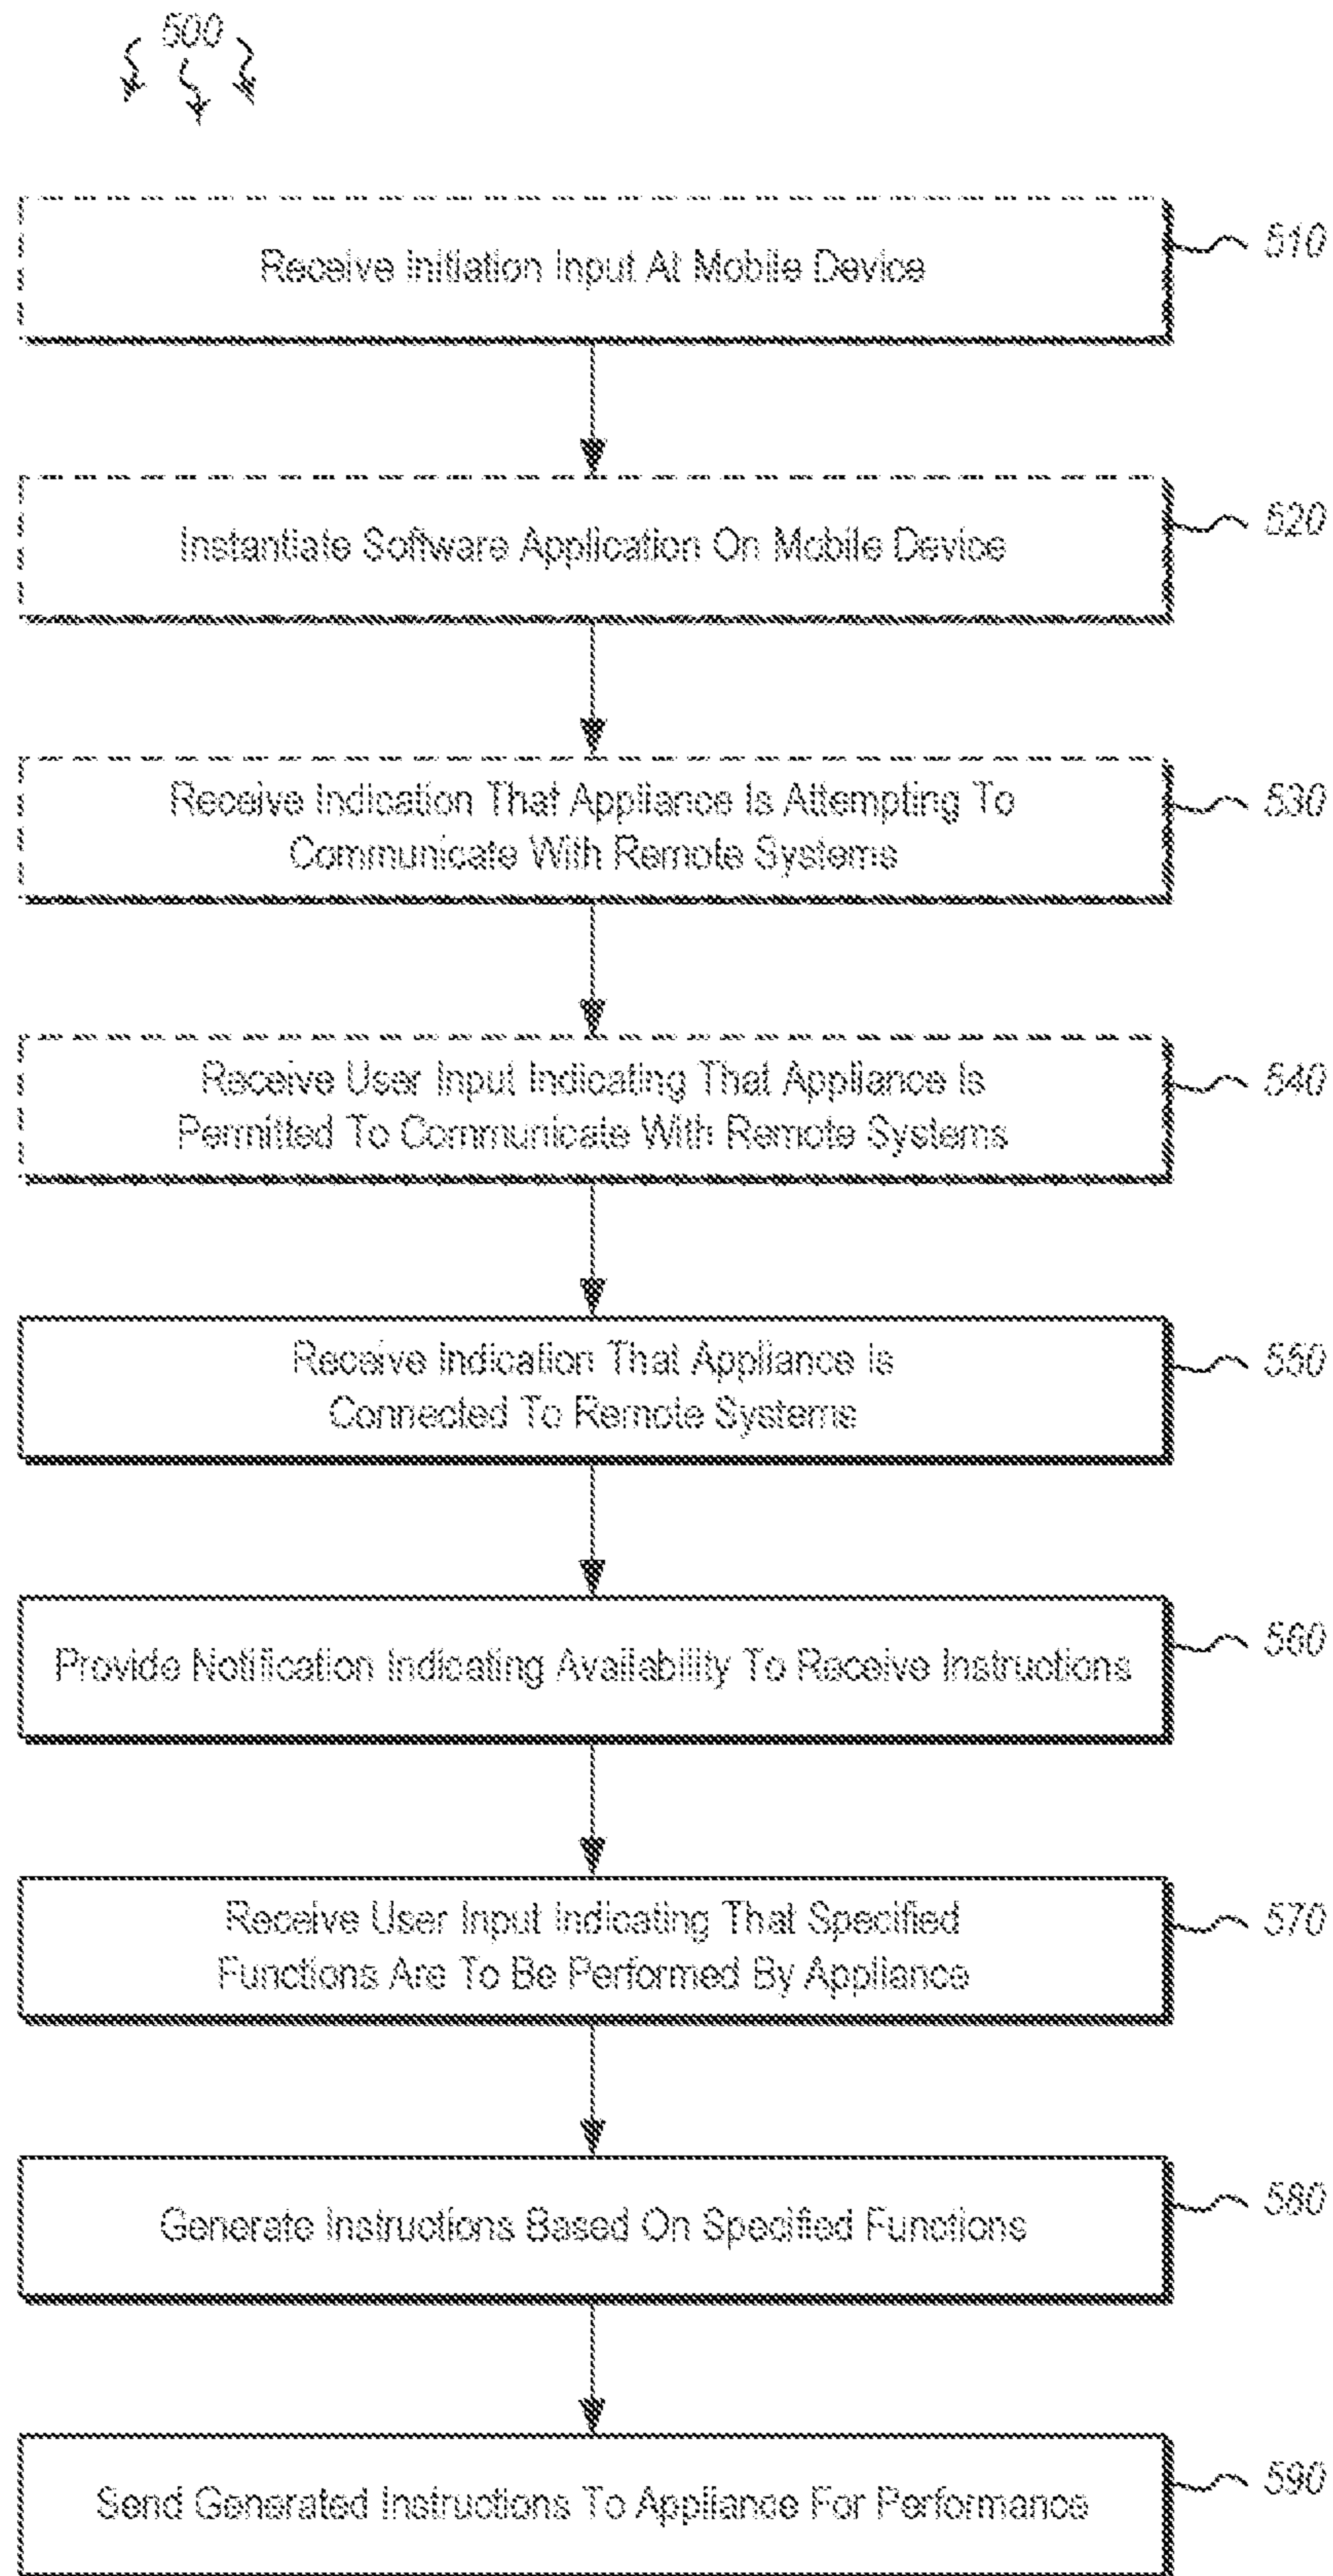 500
Receive Initiation Input At Mobile Device
510
Instantiate Software Application On Mobile Device
520
Receive Indication That Appliance Is Attempting To
Communicate With Remote Systems
530
Receive User Input Indicating That Appliance Is
Permitted To Communicate With Remote Systems
540
Receive Indication That Appliance Is
Connected To Remote Systems
550
Provide Notification Indicating Availability To Receive Instructions
560
Receive User Input Indicating That Specified
Functions Are To Be Performed By Appliance
570
Generate Instructions Based On Specified Functions
580
Send Generated Instructions To Appliance For Performance
590